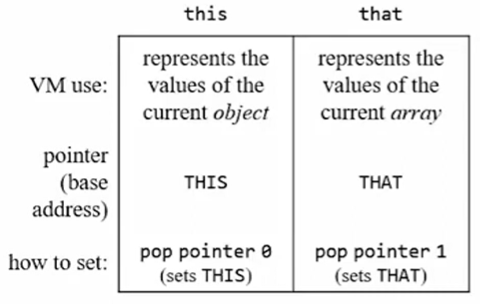 this that
VM use:
represents the
values of the
current object
represents the
values of the
current array
pointer
(base
address)
THIS
THAT
how to set:
pop pointer 0
(sets THIS)
pop pointer 1
(sets THAT)